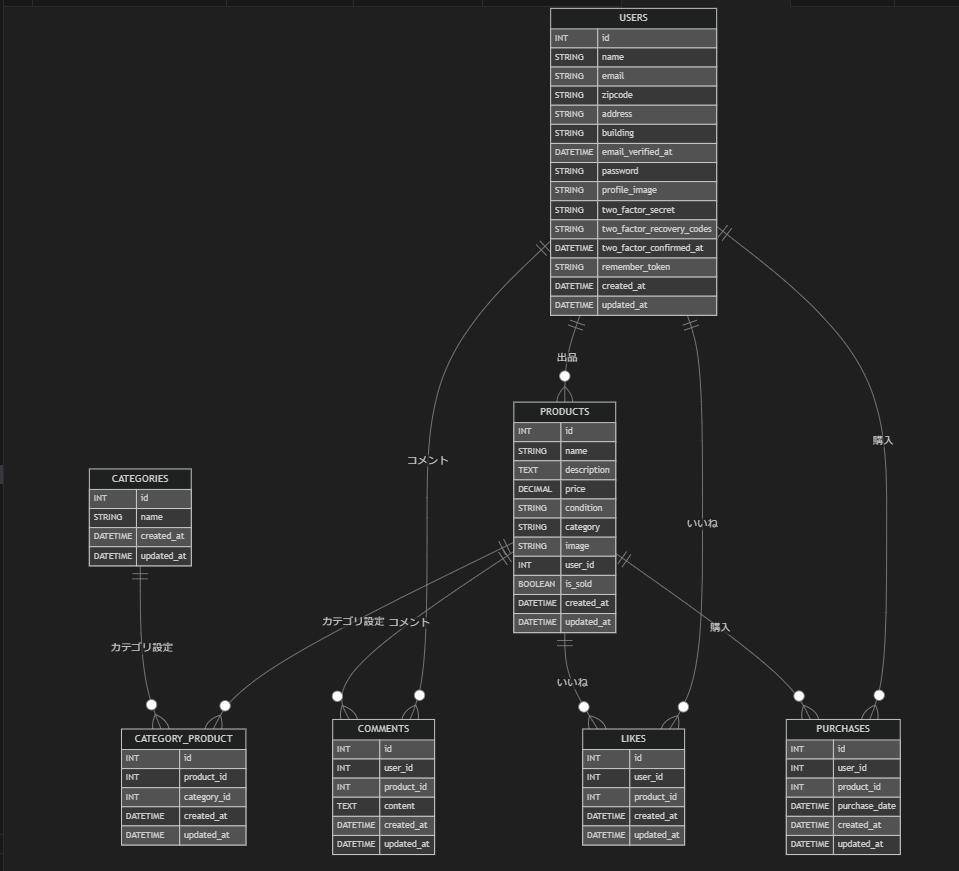 USERS
INT id
STRING name
STRING email
STRING zipcode
STRING address
STRING building
DATETIME email_verified_at
STRING password
STRING profile_image
STRING two_factor_secret
STRING two_factor_recovery_codes
DATETIME two_factor_confirmed_at
STRING remember_token
DATETIME created_at
DATETIME updated_at
出品
PRODUCTS
INT id
STRING name
TEXT description
DECIMAL price
STRING condition
STRING category
STRING image
INT user_id
BOOLEAN is_sold
DATETIME created_at
DATETIME updated_at
購入
コメント
CATEGORIES
INT id
STRING name
DATETIME created_at
DATETIME updated_at
いいね
カテゴリ設定
コメント
購入
カテゴリ設定
いいね
CATEGORY_PRODUCT
INT id
INT product_id
INT category_id
DATETIME created_at
DATETIME updated_at
COMMENTS
INT id
INT user_id
INT product_id
TEXT content
DATETIME created_at
DATETIME updated_at
LIKES
INT id
INT user_id
INT product_id
DATETIME created_at
DATETIME updated_at
PURCHASES
INT id
INT user_id
INT product_id
DATETIME purchase_date
DATETIME created_at
DATETIME updated_at